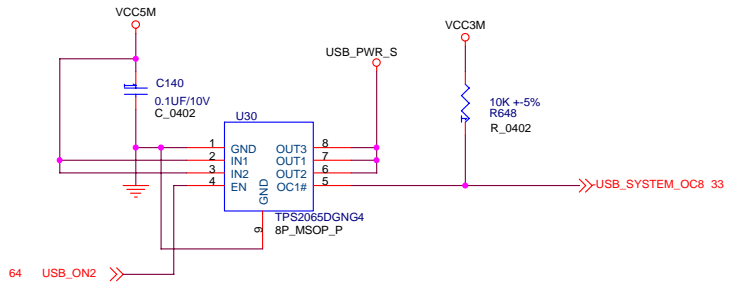 VCC5M
VCC3M
USB_PWR_S
C140
0.1UF/10V
C_0402
10K +-5%
R648
R_0402
U30
1 GND OUT3 8
2 IN1 OUT1 7
3 IN2 OUT2 6
4 EN OC1# 5
GND
9
USB_SYSTEM_OC8 33
TPS2065DGNG4
8P_MSOP_P
64 USB_ON2